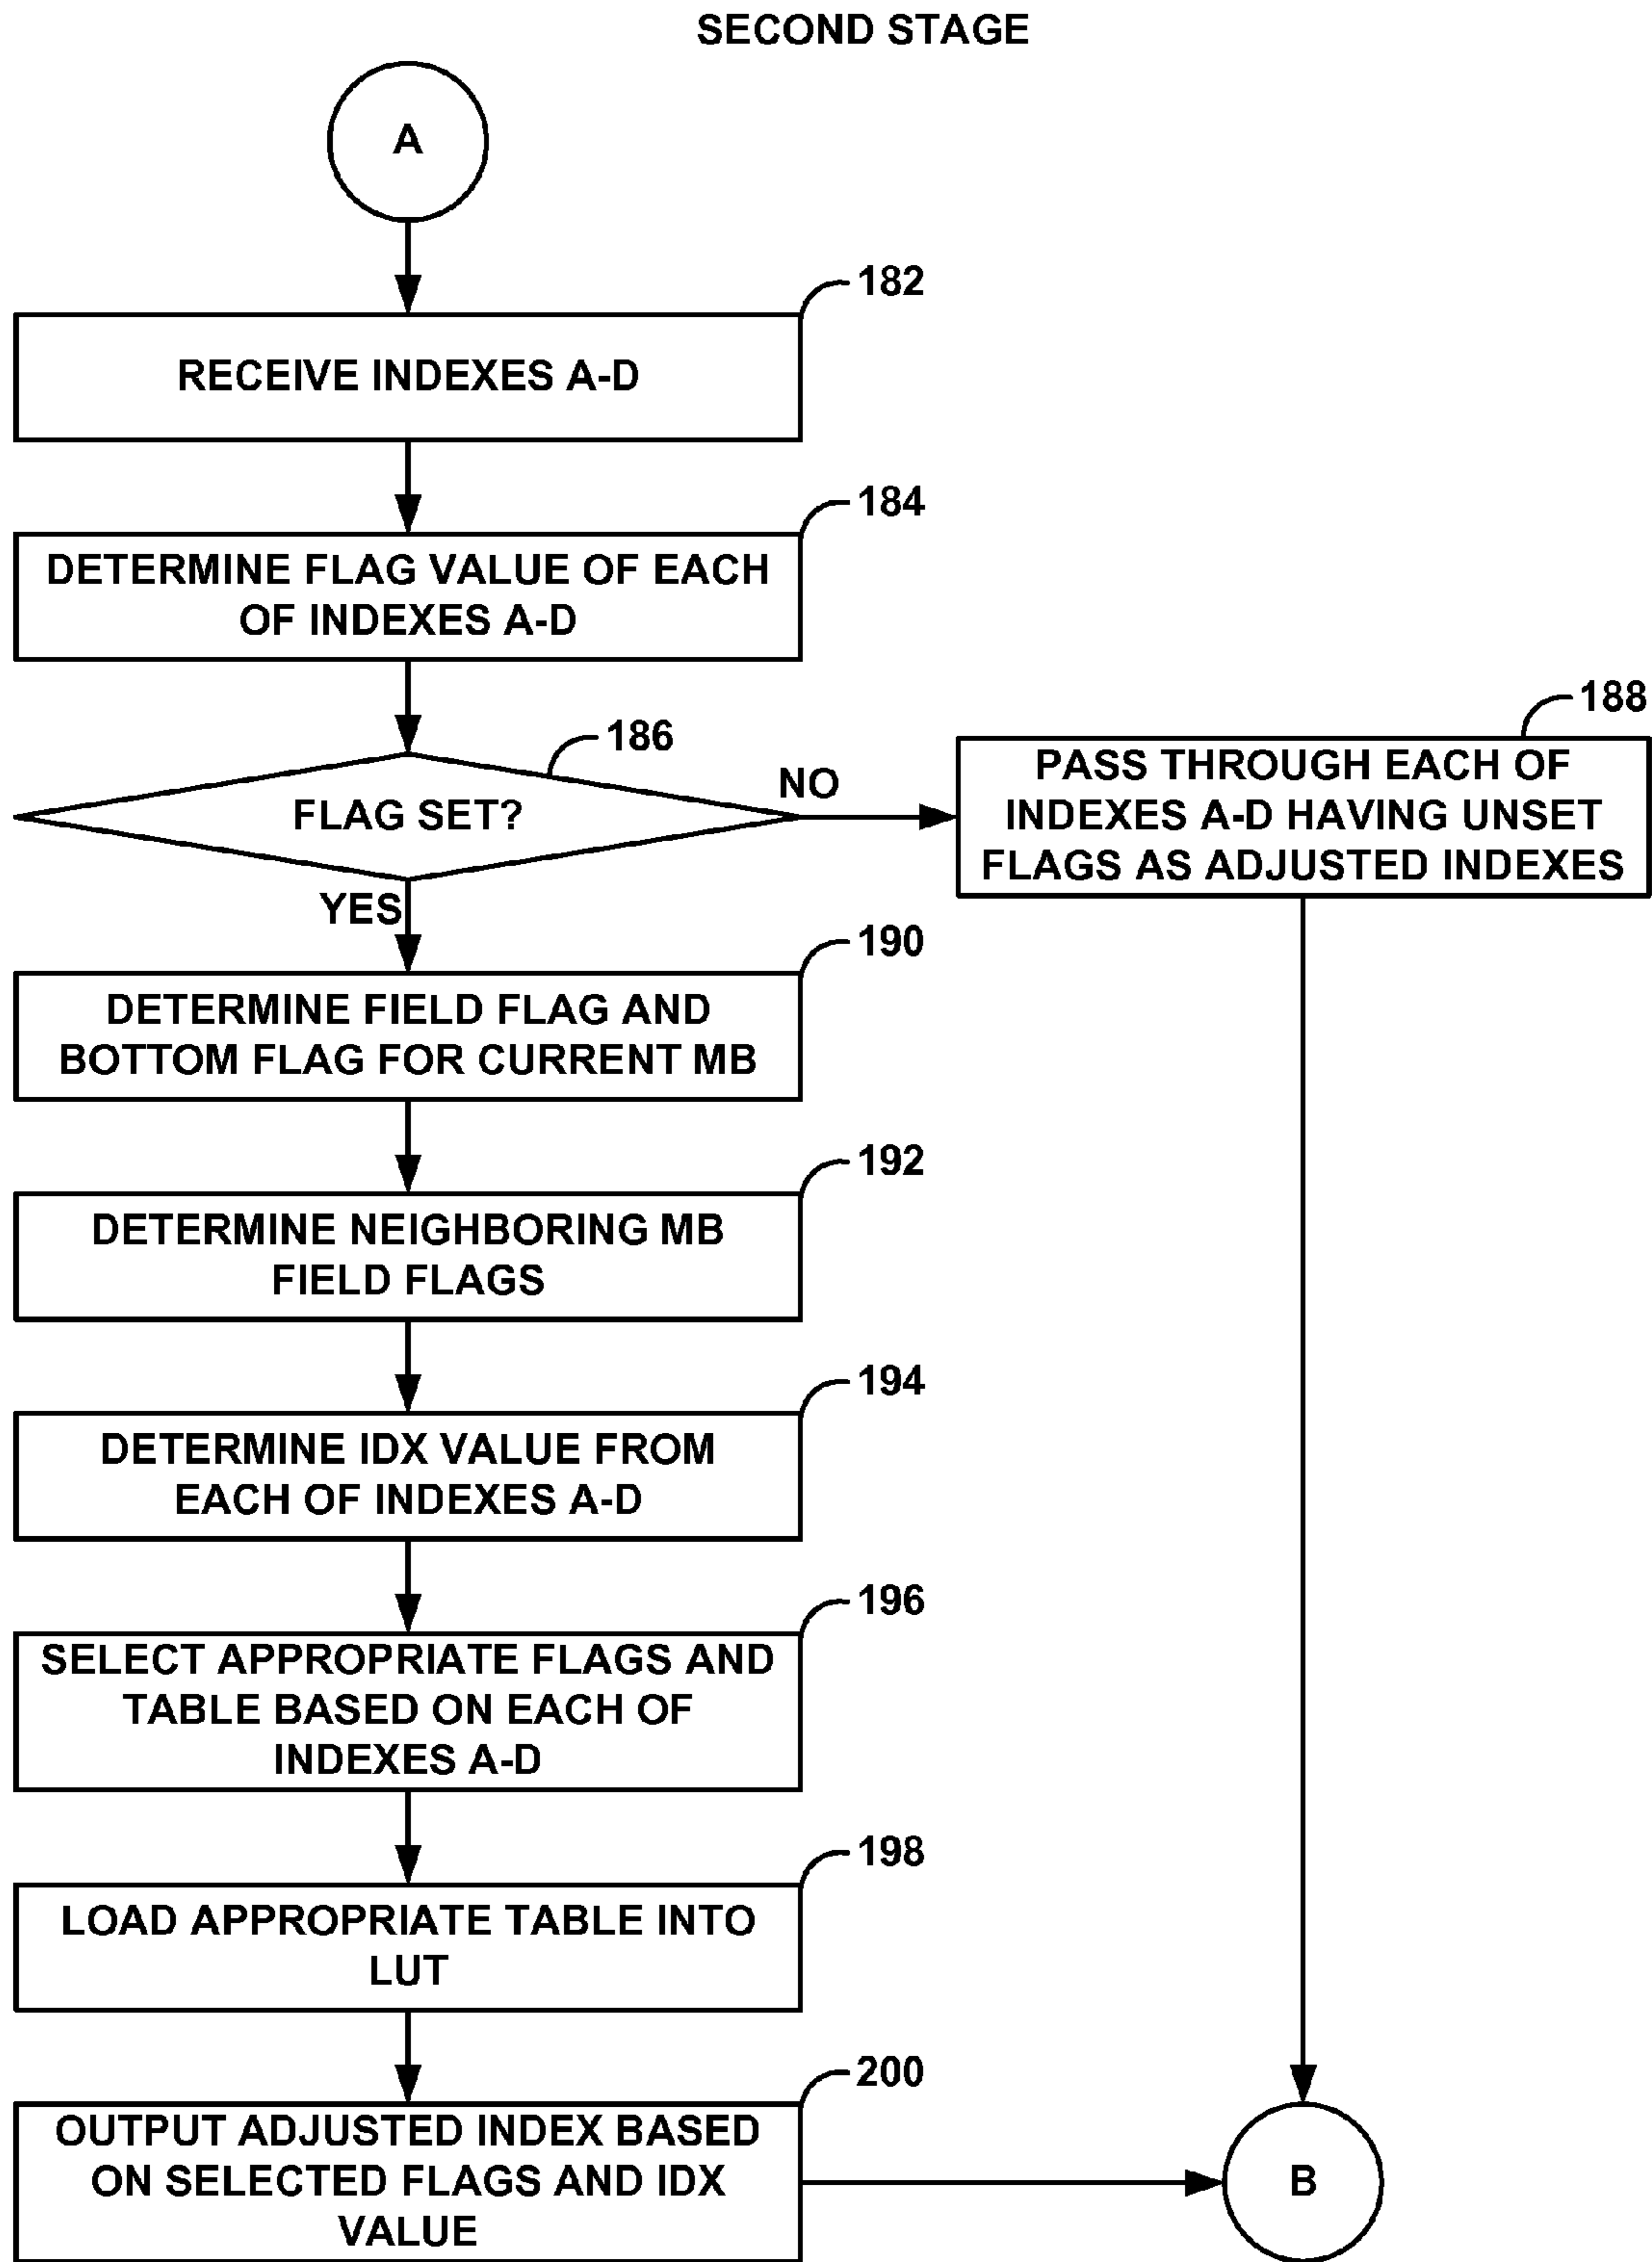 SECOND STAGE
A
182
RECEIVE INDEXES A-D
184
DETERMINE FLAG VALUE OF EACH
OF INDEXES A-D
186
FLAG SET?
NO
188
PASS THROUGH EACH OF
INDEXES A-D HAVING UNSET
FLAGS AS ADJUSTED INDEXES
YES
190
DETERMINE FIELD FLAG AND
BOTTOM FLAG FOR CURRENT MB
192
DETERMINE NEIGHBORING MB
FIELD FLAGS
194
DETERMINE IDX VALUE FROM
EACH OF INDEXES A-D
196
SELECT APPROPRIATE FLAGS AND
TABLE BASED ON EACH OF
INDEXES A-D
198
LOAD APPROPRIATE TABLE INTO
LUT
200
OUTPUT ADJUSTED INDEX BASED
ON SELECTED FLAGS AND IDX
VALUE
B